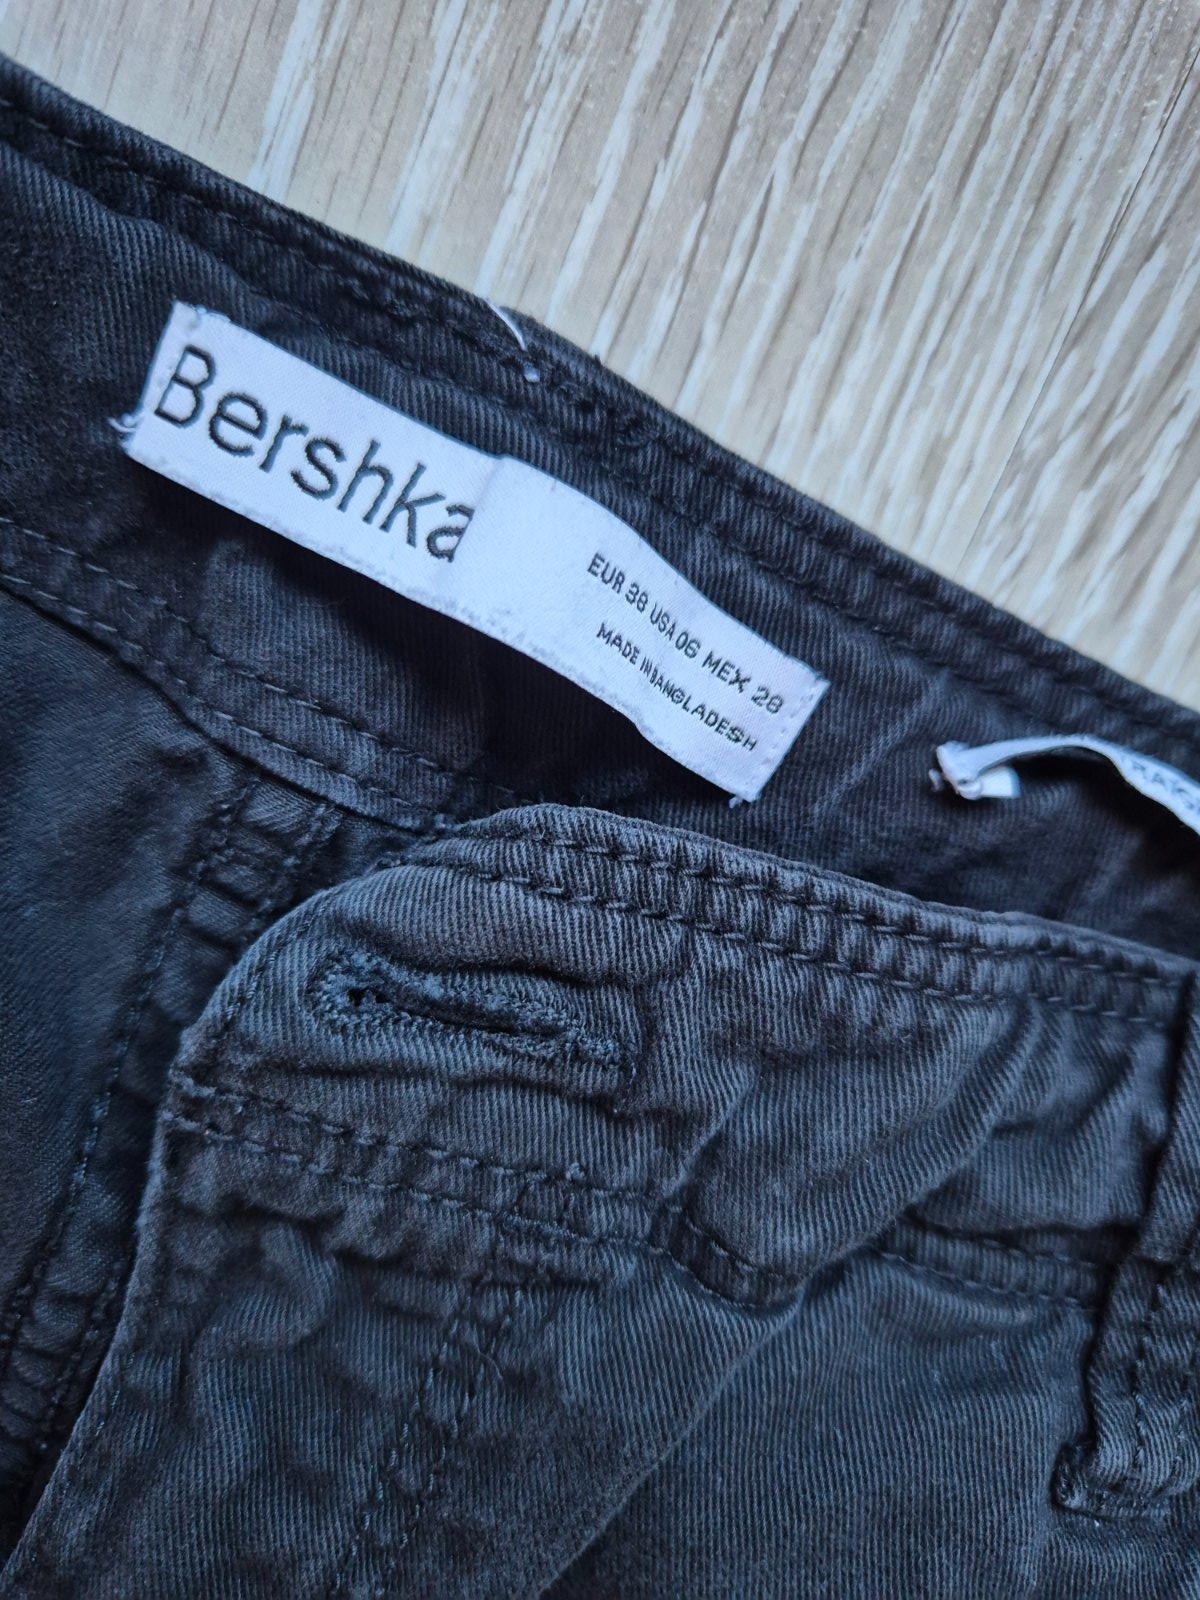 Bershka
EUR 38 USA 06 MEX 28
MADE IN BANGLADESH